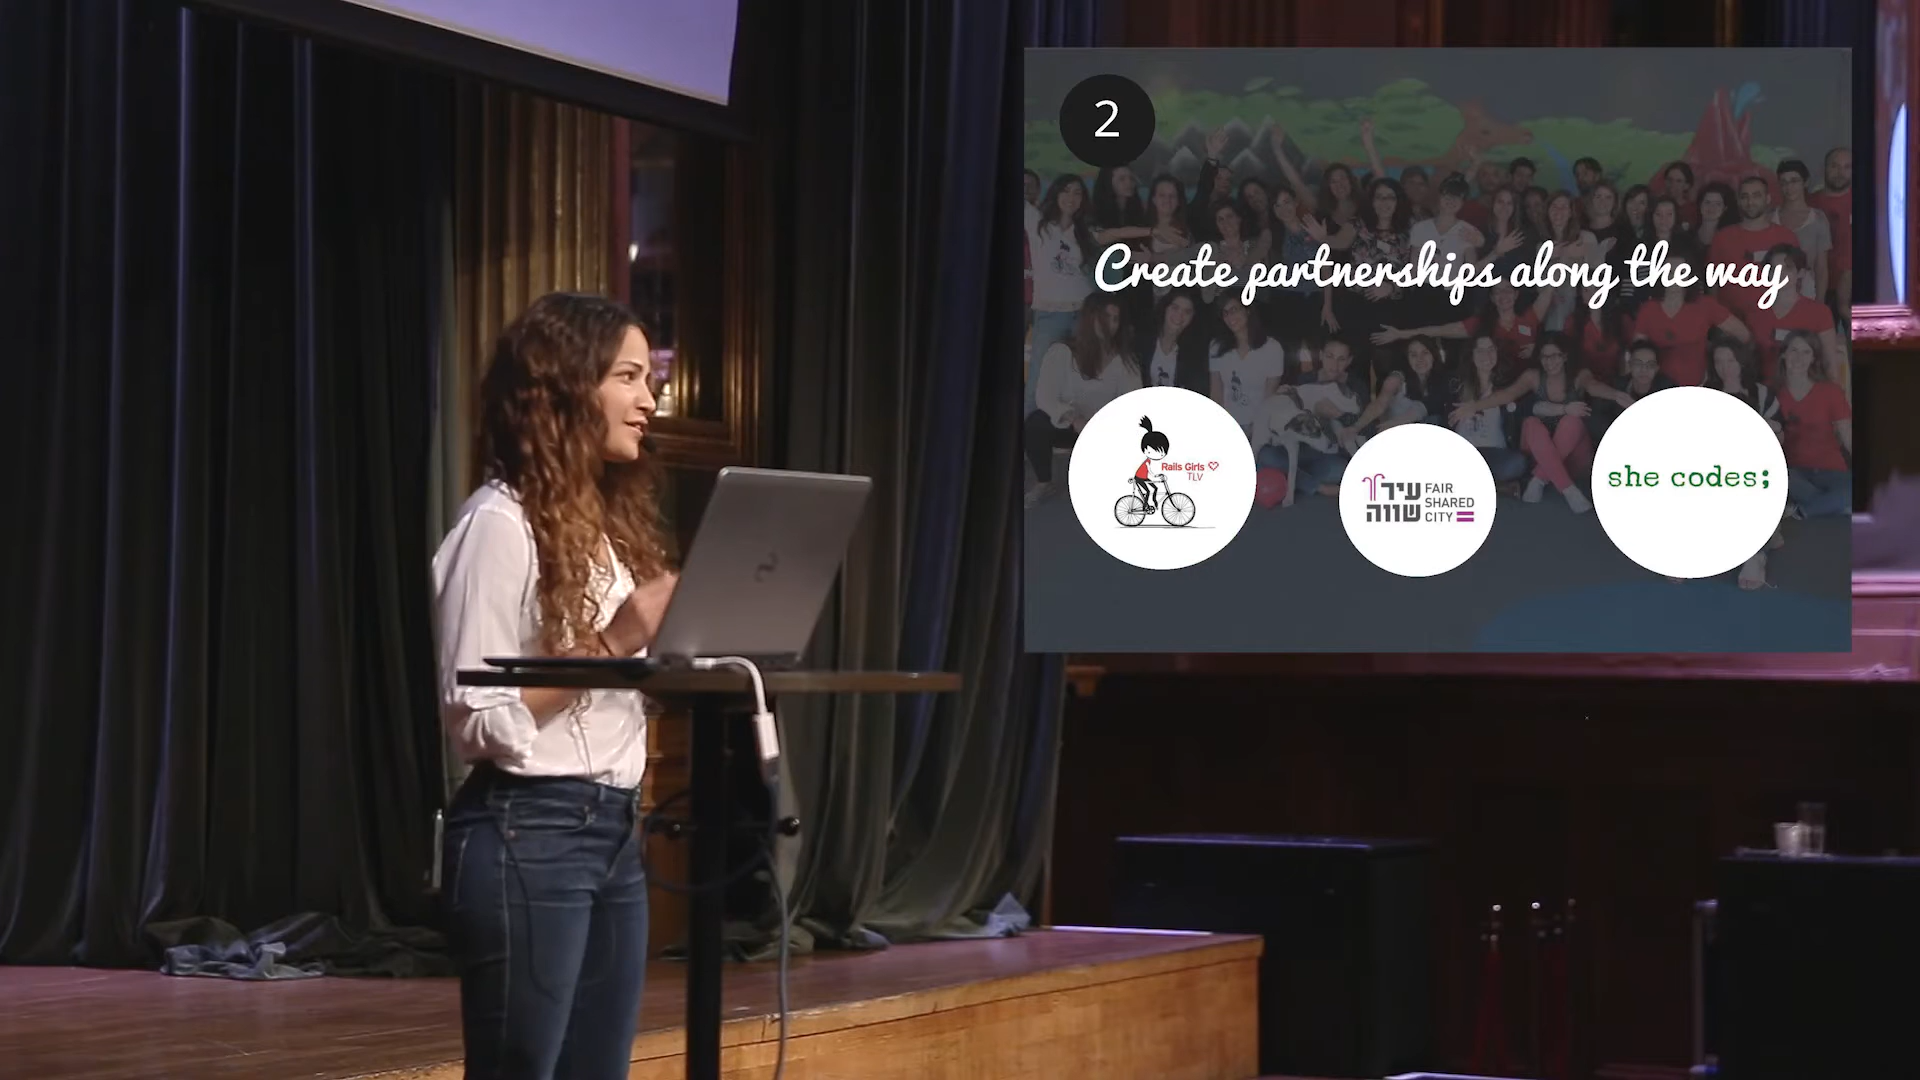 2
Create partnerships along the way
Rails Girls
TLV
עיר
שווה
FAIR
SHARED
CITY
she codes;